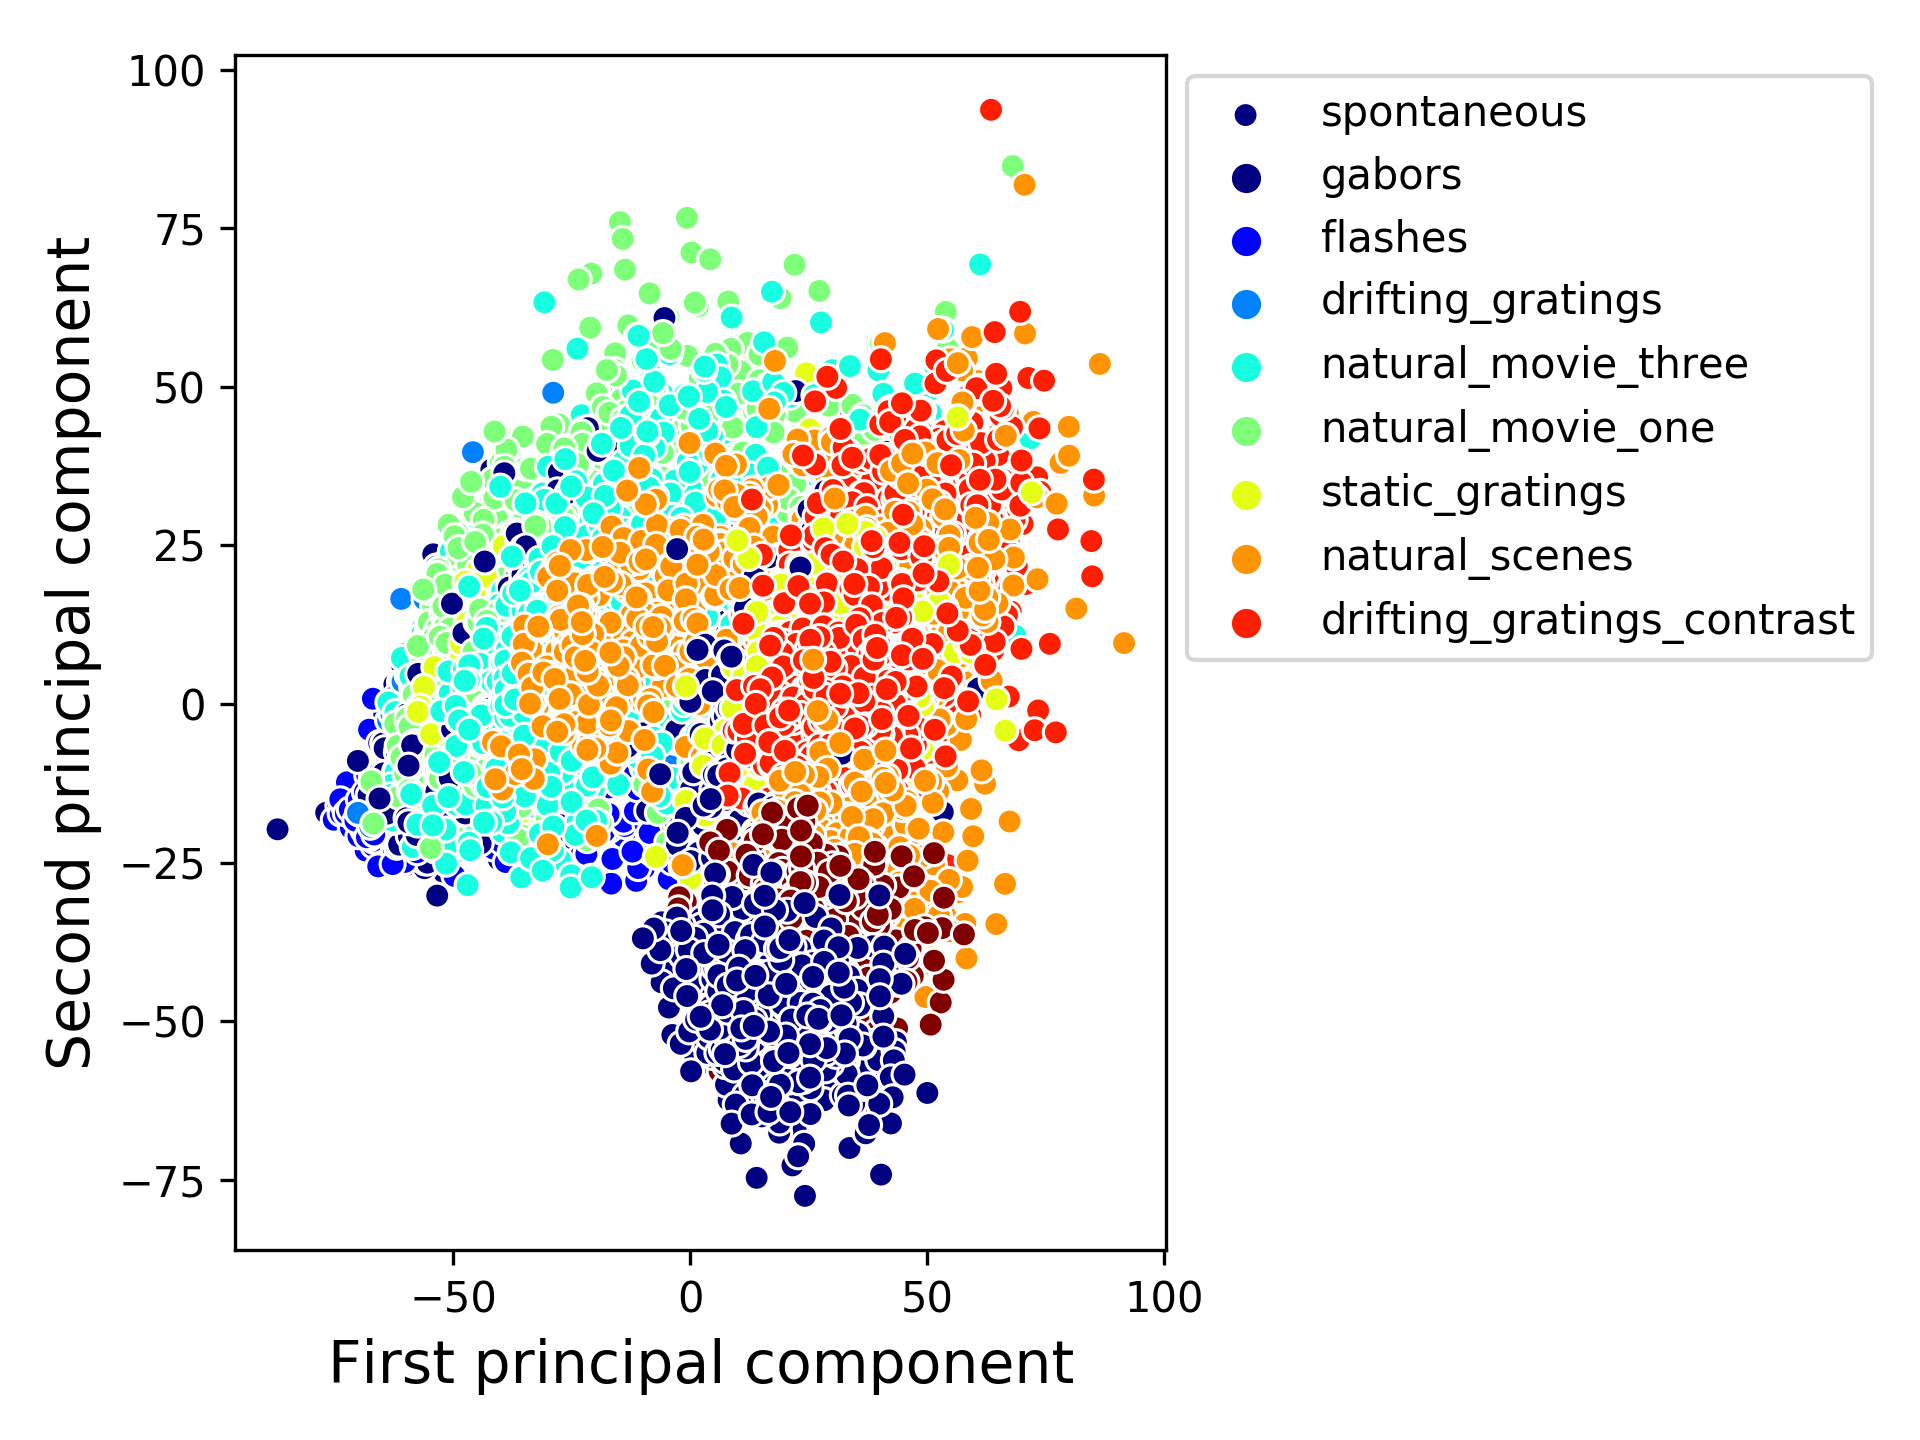 100
75
50
25
0
−25
−50
−75
−50
0
50
100
First principal component
Second principal component
spontaneous
gabors
flashes
drifting_gratings
natural_movie_three
natural_movie_one
static_gratings
natural_scenes
drifting_gratings_contrast